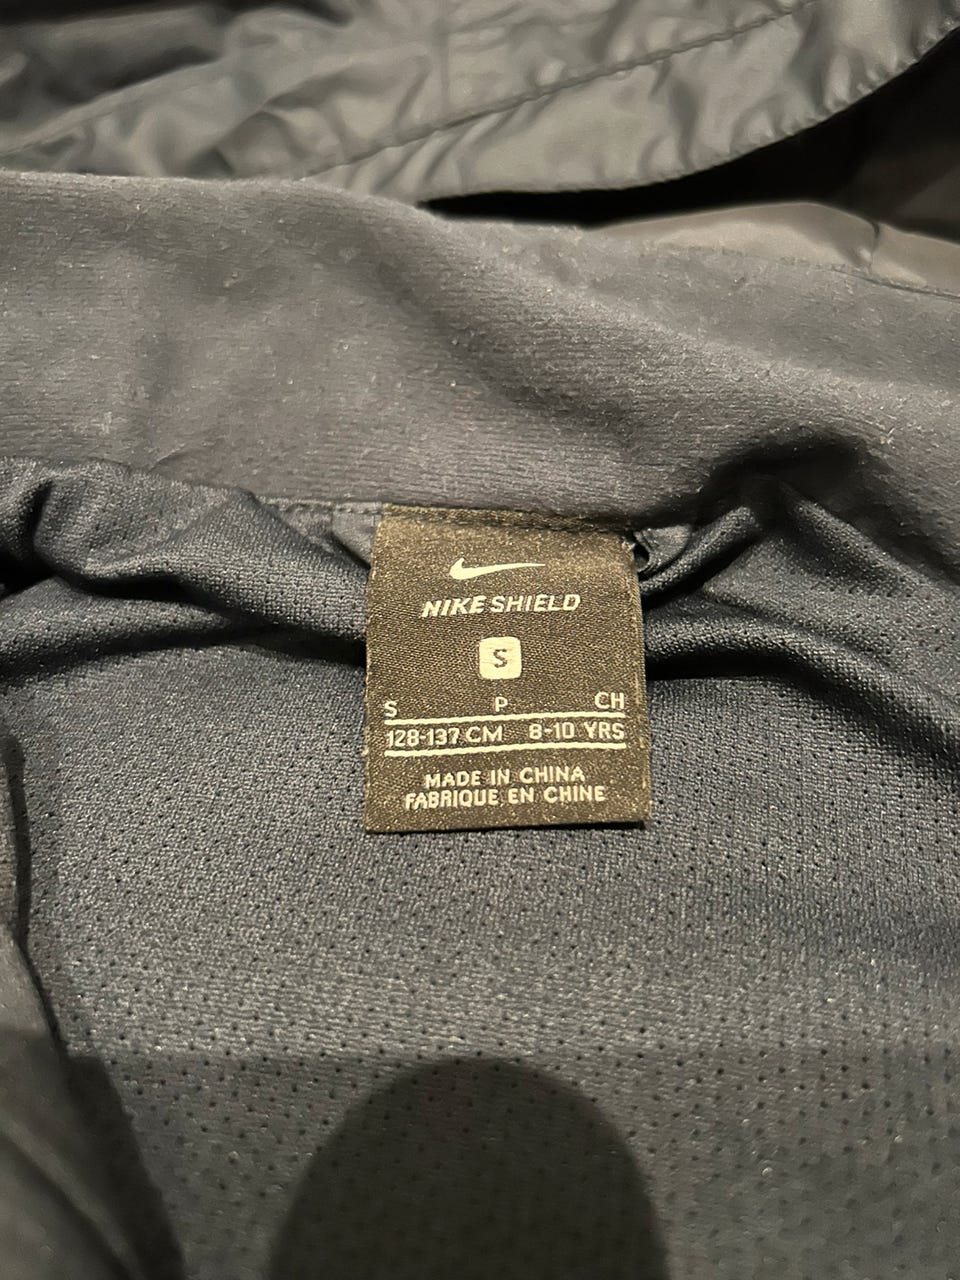 NIKE SHIELD
S
S P CH
128-137 CM 8-10 YRS
MADE IN CHINA
FABRIQUE EN CHINE